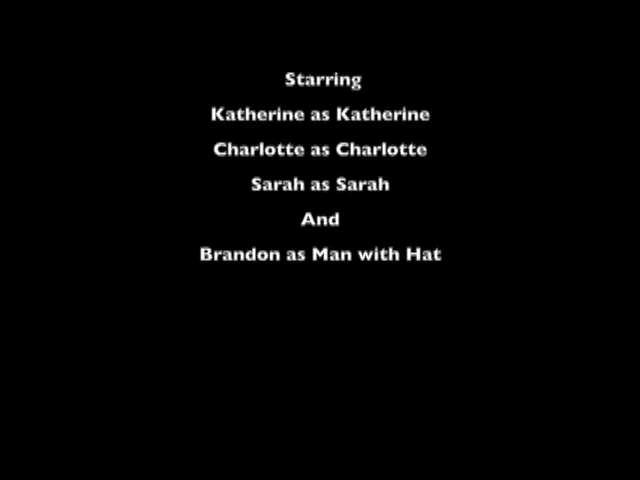 Starring
Katherine as Katherine
Charlotte as Charlotte
Sarah as Sarah
And
Brandon as Man with Hat